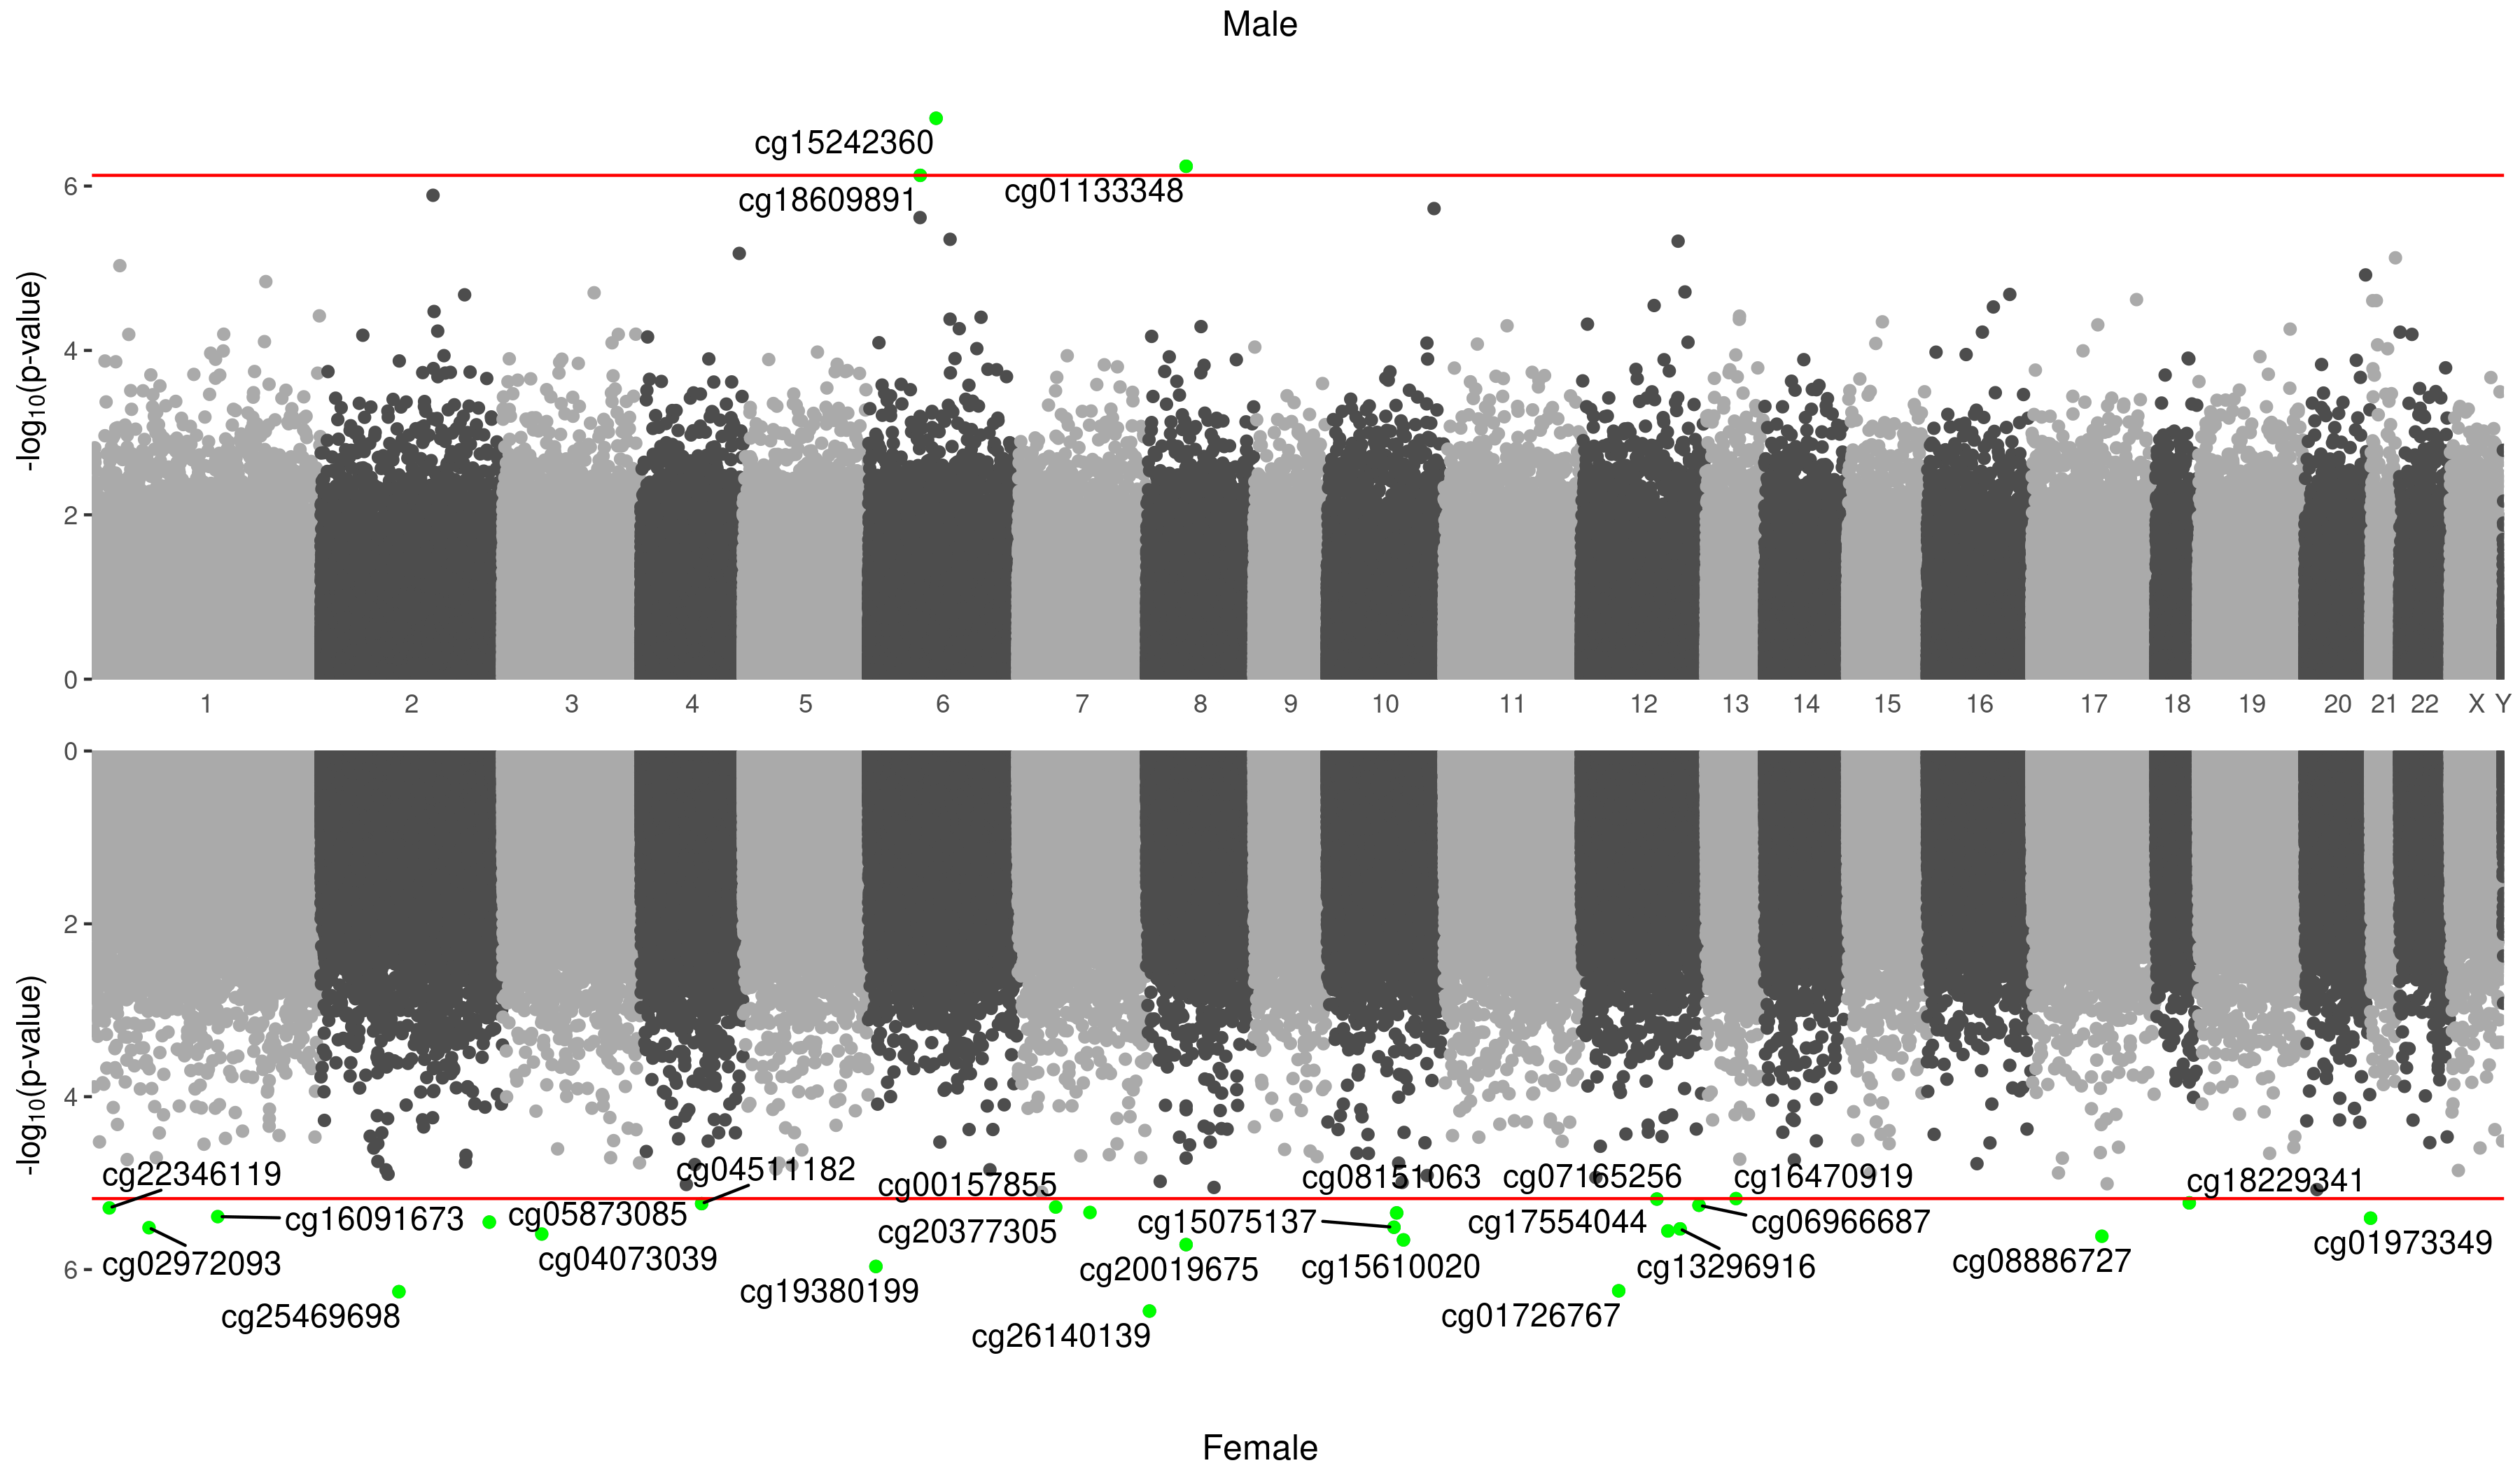 Male
cg15242360
6
cg18609891
cg01133348
-log10(p-value)
4
2
0
1 2 3 4 5 6 7 8 9 10 11 12 13 14 15 16 17 18 19 20 21 22 X Y
0
2
-log10(p-value)
4
cg22346119
cg04511182
cg00157855
cg08151063
cg07165256
cg16470919
cg18229341
cg16091673
cg05873085
cg20377305
cg15075137
cg17554044
cg06966687
cg01973349
cg02972093
cg04073039
cg20019675
cg15610020
cg13296916
cg08886727
6
cg19380199
cg25469698
cg26140139
cg01726767
Female